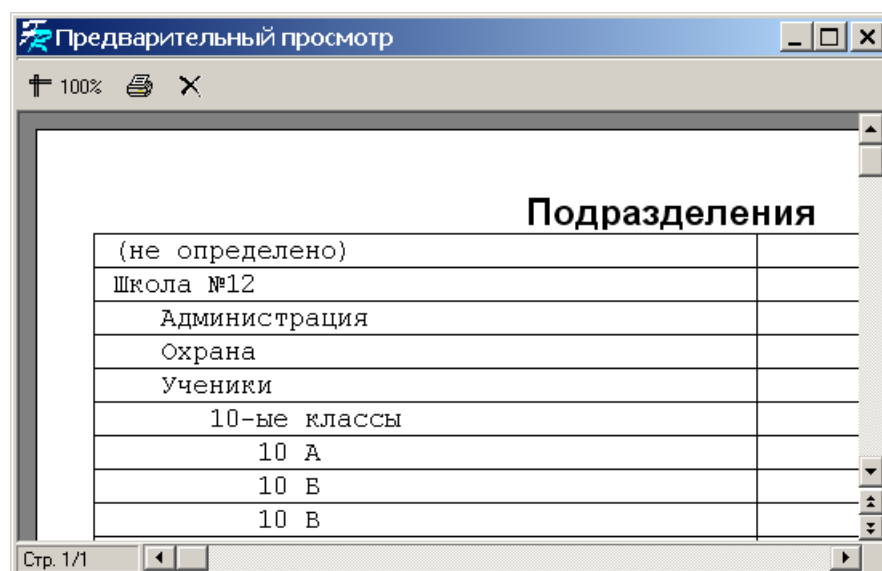 Предварительный просмотр
100%
Подразделения
(не определено)
Школа №12
Администрация
Охрана
Ученики
10-ые классы
10 А
10 Б
10 В
Стр. 1/1